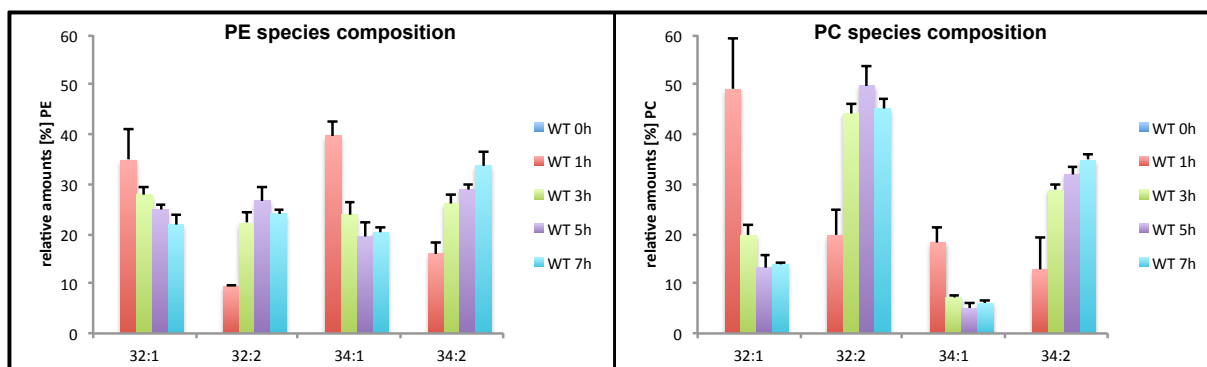 PE species composition
relative amounts [%] PE
60
50
40
30
20
10
0
32:1 32:2 34:1 34:2
WT 0h
WT 1h
WT 3h
WT 5h
WT 7h
PC species composition
relative amounts [%] PC
60
50
40
30
20
10
0
32:1 32:2 34:1 34:2
WT 0h
WT 1h
WT 3h
WT 5h
WT 7h